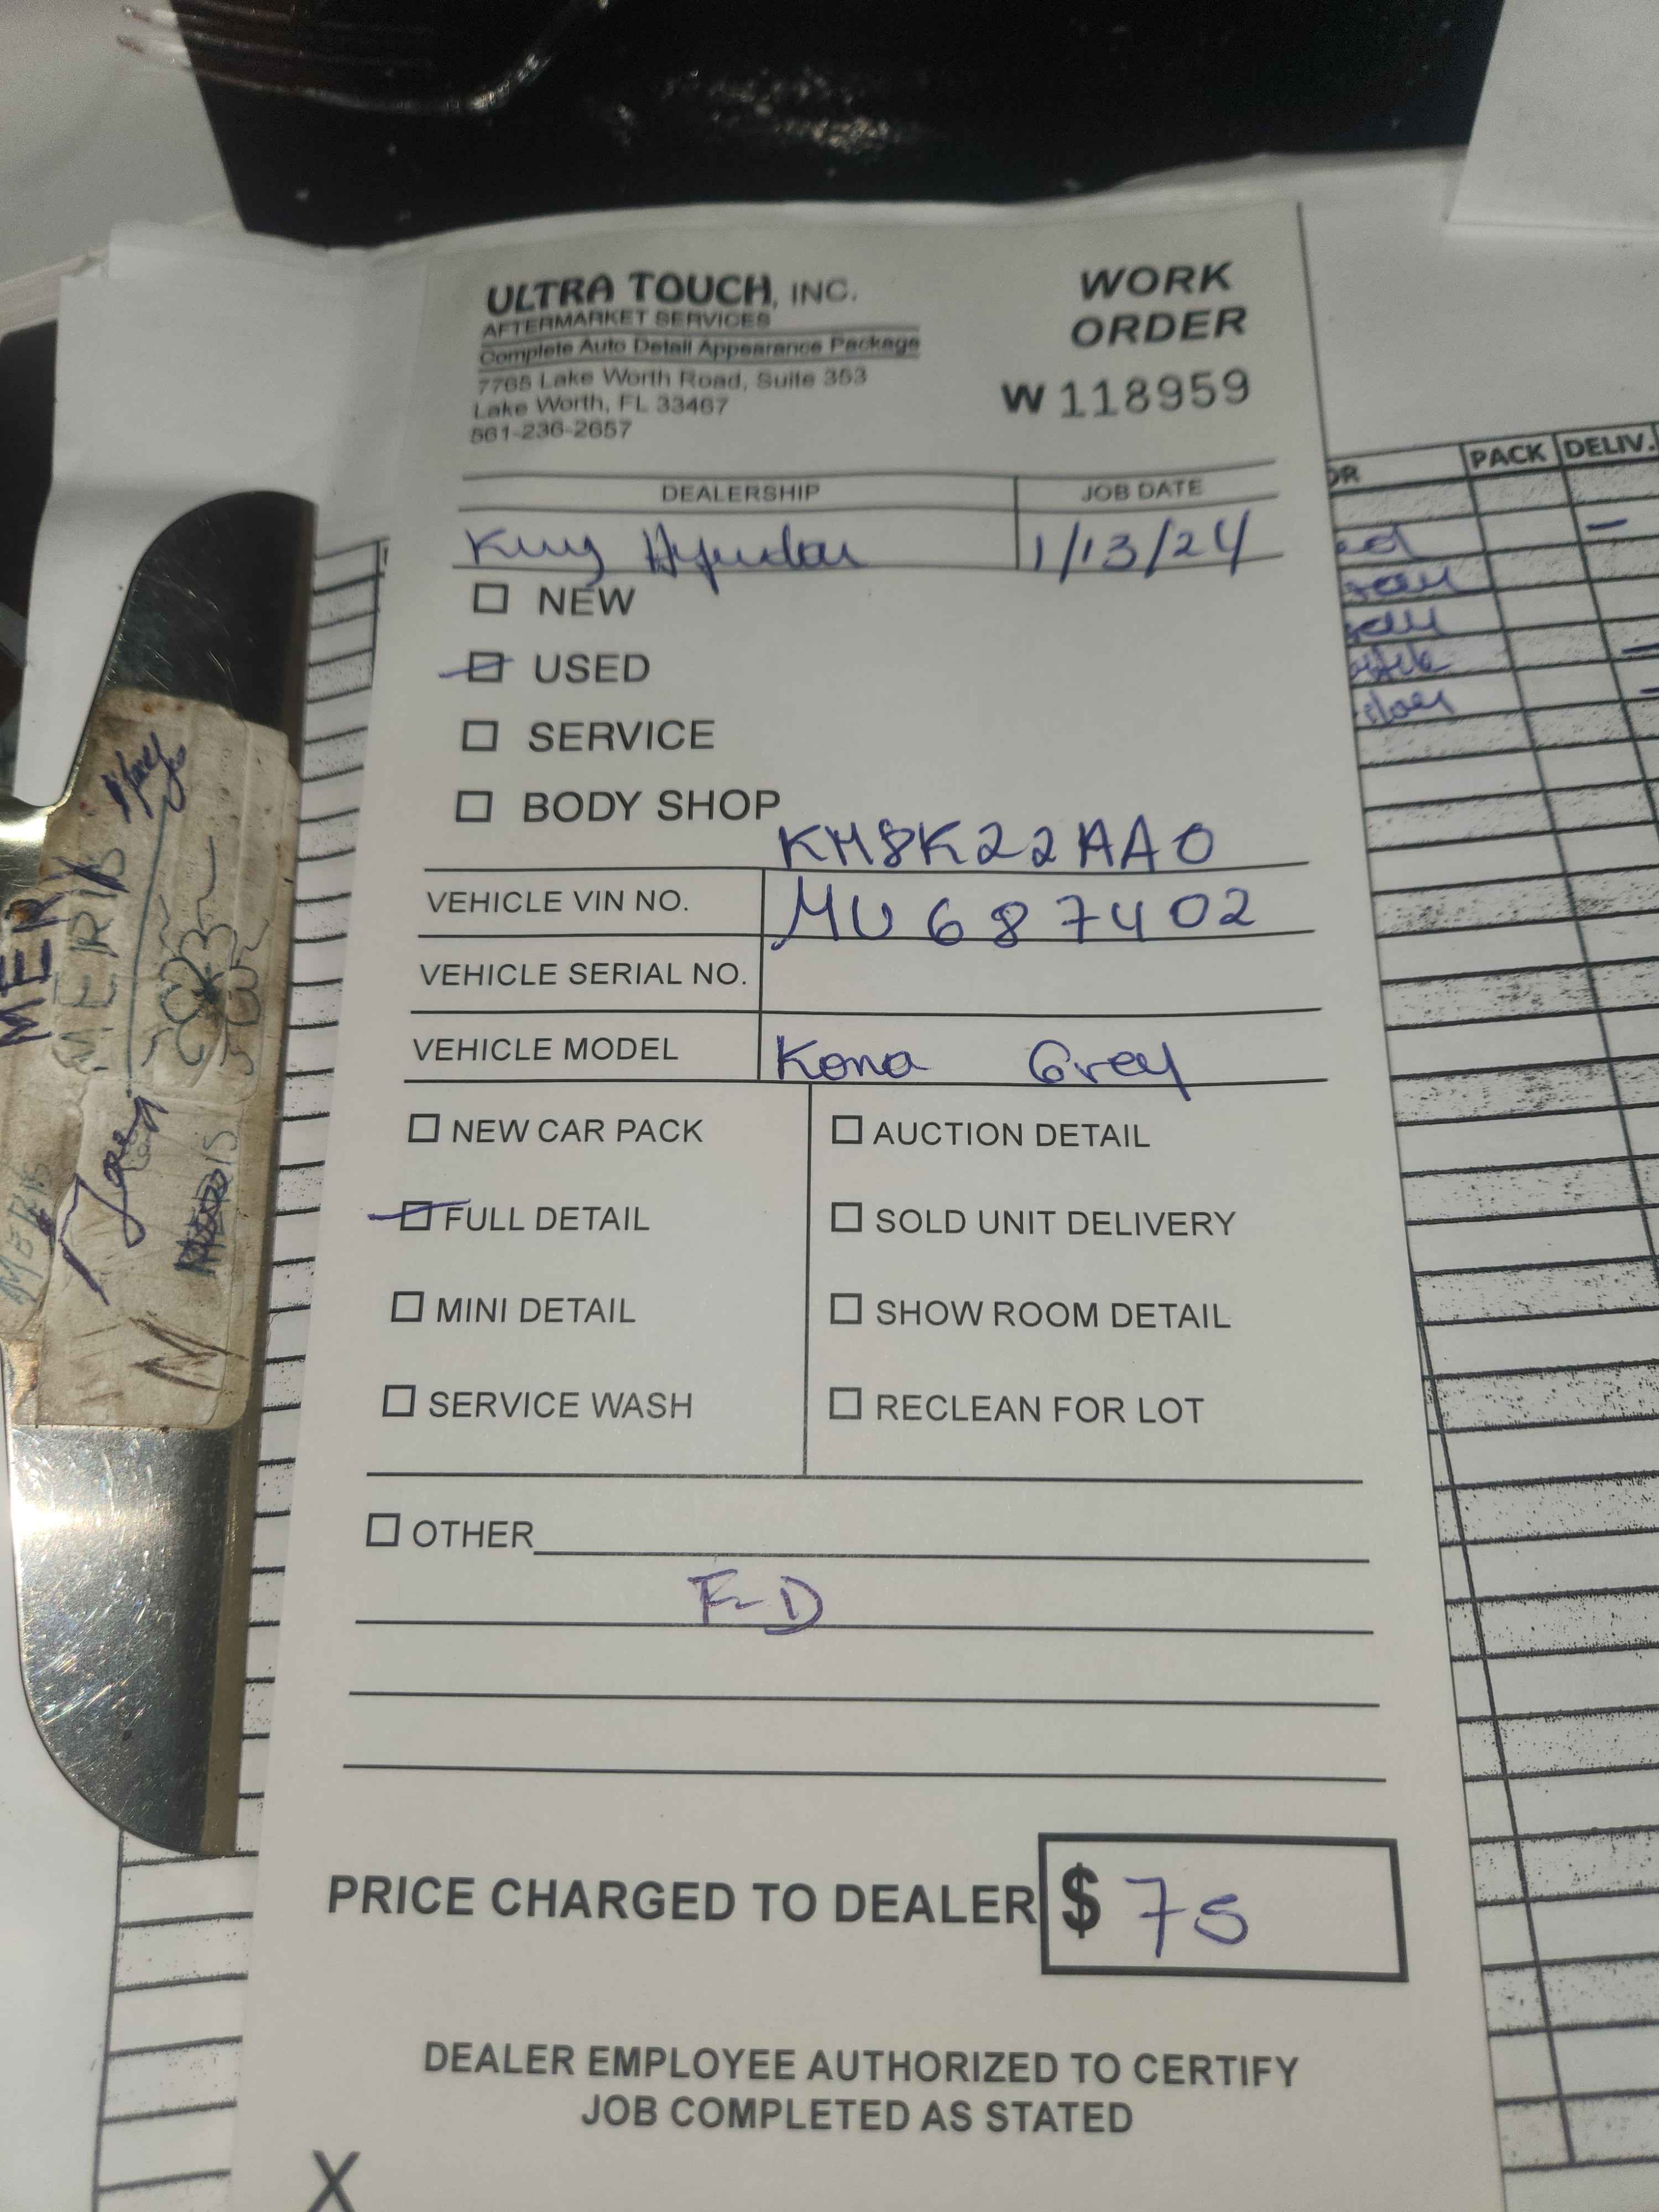 ULTRA TOUCH, INC.
AFTERMARKET SERVICES
Complete Auto Detail Appearance Package
7765 Lake Worth Road, Suite 353
Lake Worth, FL 33467
561-236-2657
WORK
ORDER
W 118959
DEALERSHIP JOB DATE
King Hyundai 1/13/24
NEW
USED
SERVICE
BODY SHOP
KM8K22AA0
VEHICLE VIN NO. MU687402
VEHICLE SERIAL NO.
VEHICLE MODEL Kona Grey
NEW CAR PACK
FULL DETAIL
MINI DETAIL
SERVICE WASH
AUCTION DETAIL
SOLD UNIT DELIVERY
SHOW ROOM DETAIL
RECLEAN FOR LOT
OTHER
F-D
PRICE CHARGED TO DEALER $ 75
DEALER EMPLOYEE AUTHORIZED TO CERTIFY
JOB COMPLETED AS STATED
X
PACK DELIV.
MERY